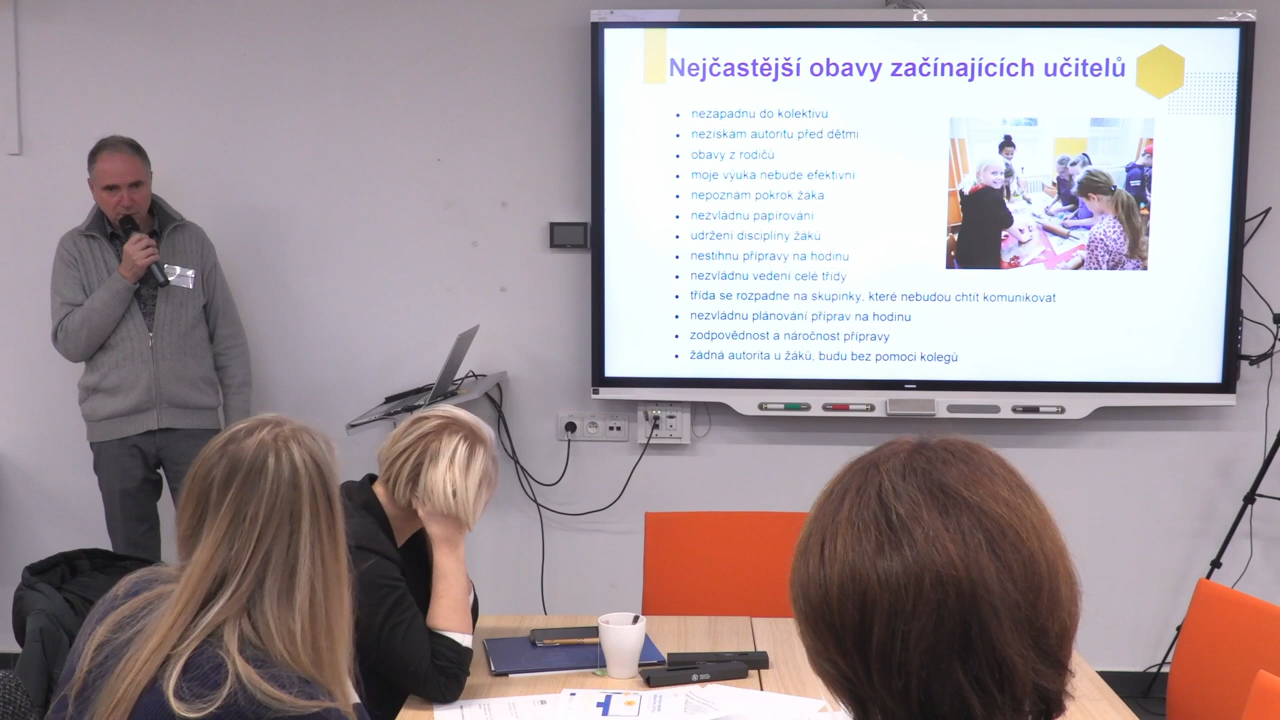 Nejčastější obavy začínajících učitelů
nezapadnu do kolektivu
nezískám autoritu před dětmi
obavy z rodičů
moje výuka nebude efektivní
nepoznám pokrok žáka
nezvládnu papírování
udržení disciplíny žáků
nestihnu přípravy na hodinu
nezvládnu vedení celé třídy
třída se rozpadne na skupinky, které nebudou chtít komunikovat
nezvládnu plánování příprav na hodinu
zodpovědnost a náročnost přípravy
žádná autorita u žáků, budu bez pomoci kolegů